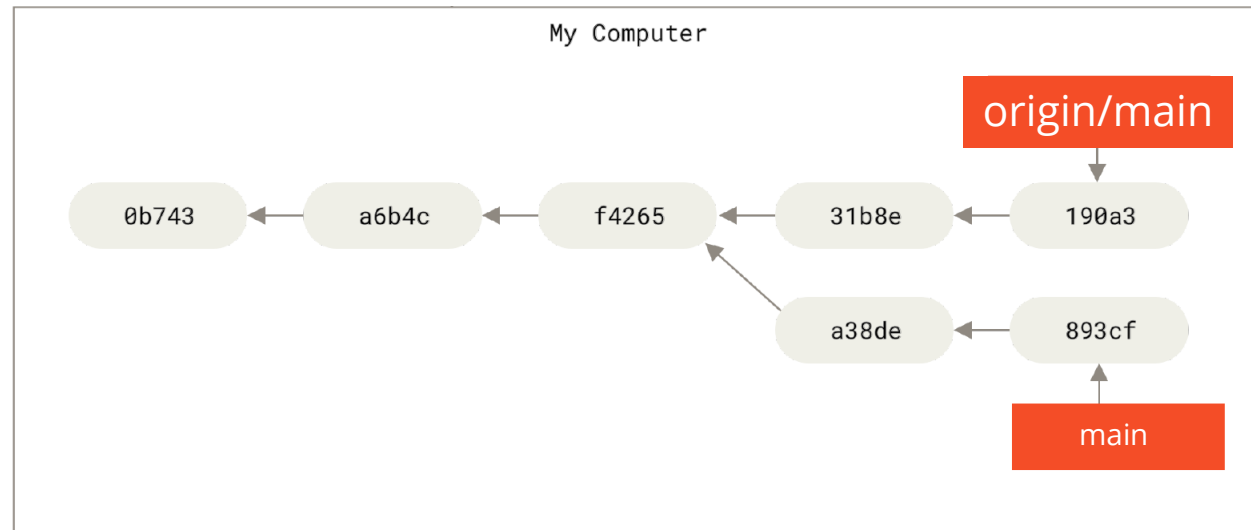 My Computer
origin/main
0b743
a6b4c
f4265
31b8e
190a3
a38de
893cf
main